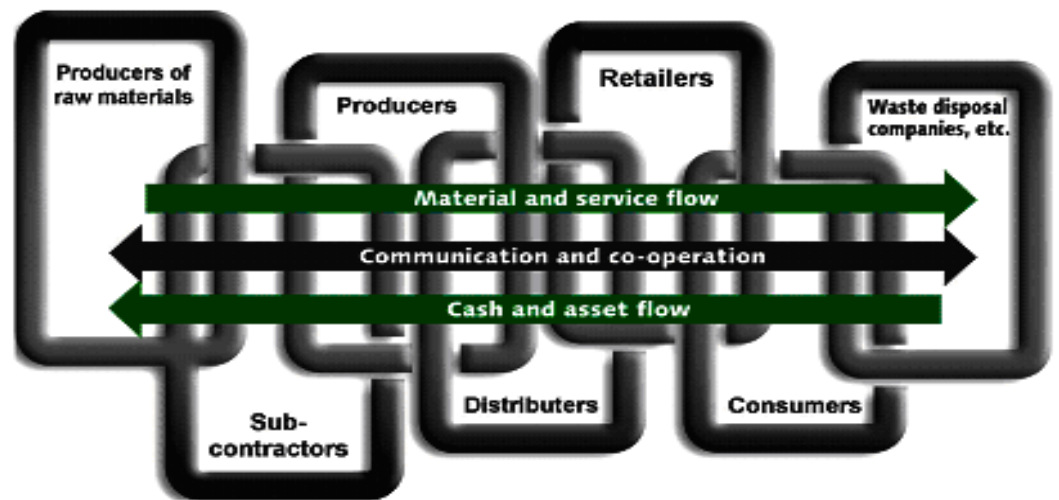 Producers of
raw materials
Producers
Retailers
Waste disposal
companies, etc.
Material and service flow
Communication and co-operation
Cash and asset flow
Sub-
contractors
Distributers
Consumers